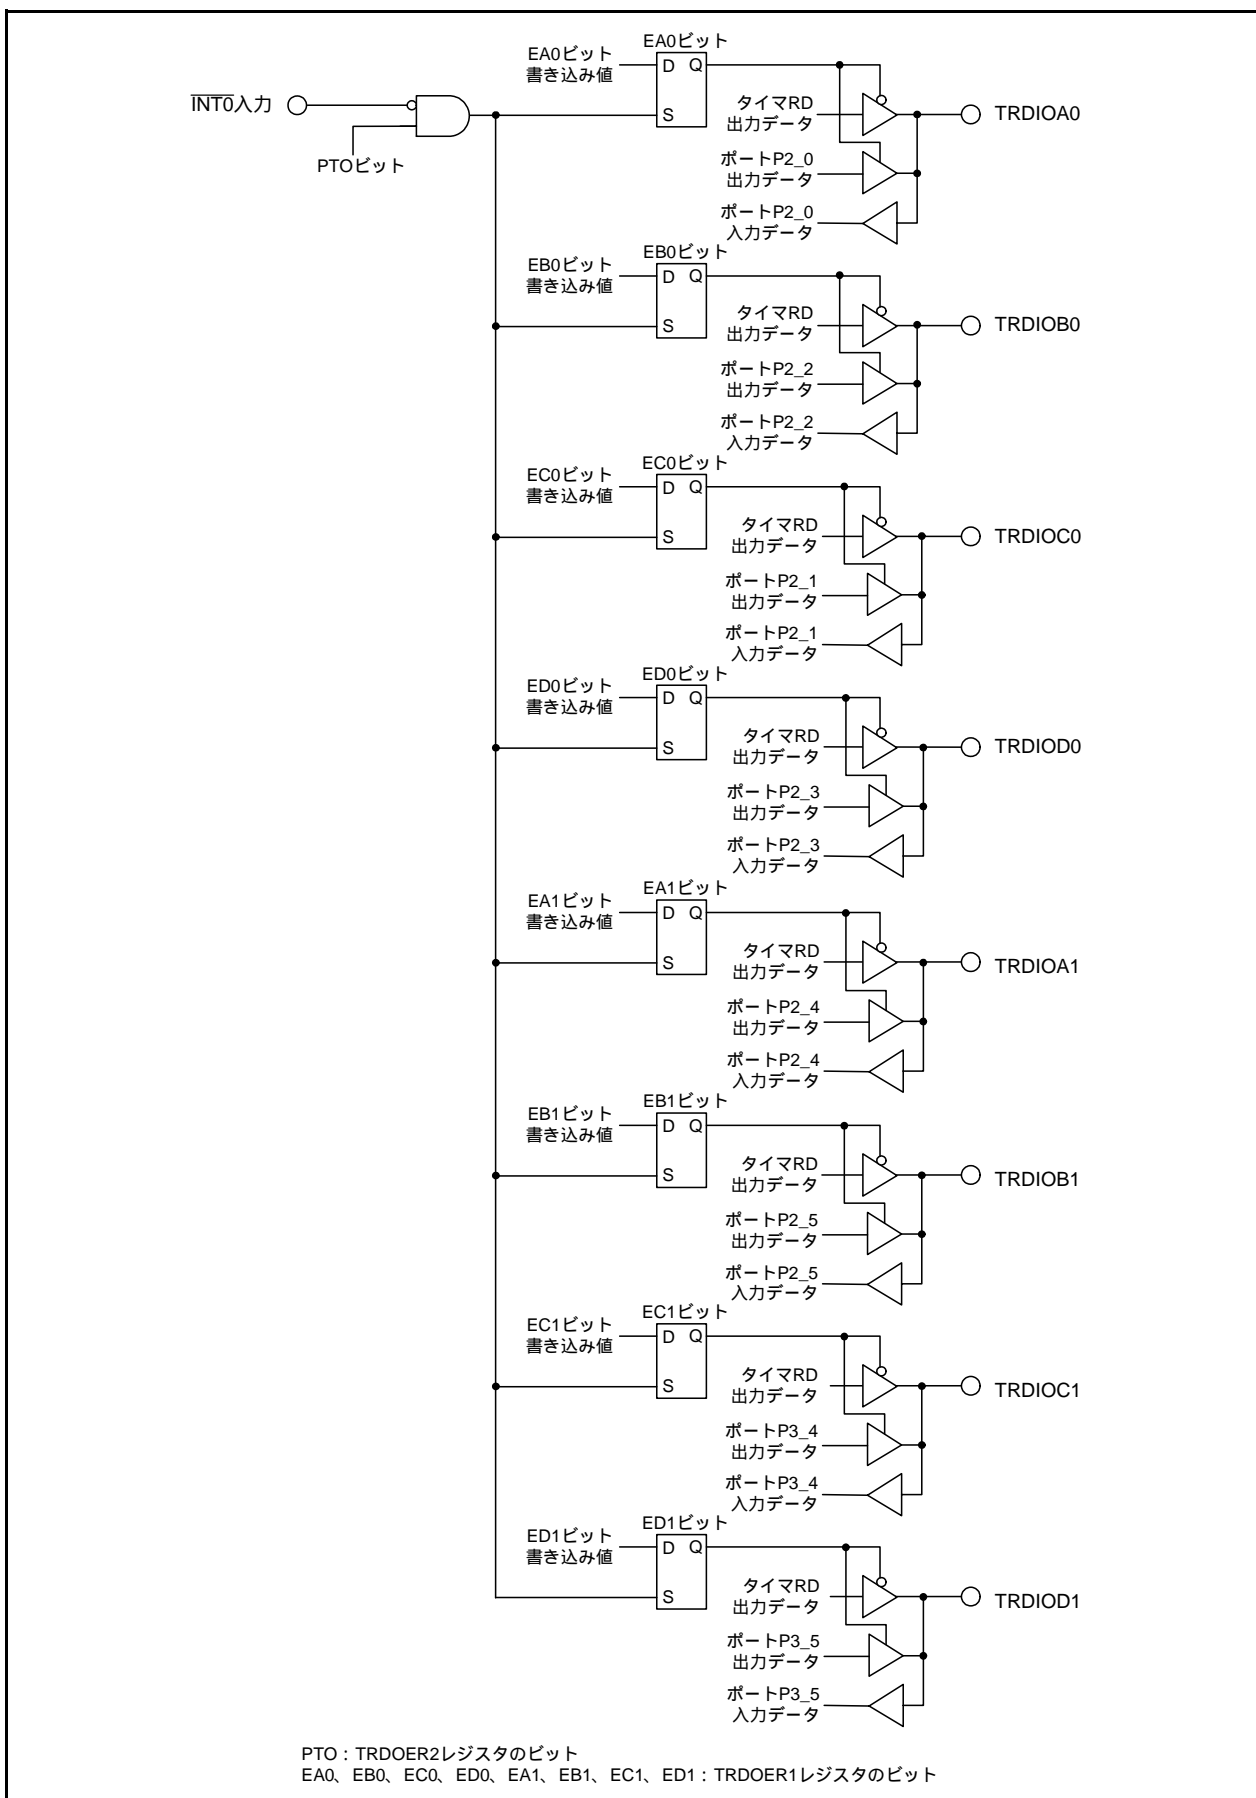 EA0ビット
EA0ビット
書き込み値
D Q
S
INT0入力
PTOビット
タイマRD
出力データ
TRDIOA0
ポートP2_0
出力データ
ポートP2_0
入力データ
EB0ビット
EB0ビット
書き込み値
D Q
S
タイマRD
出力データ
TRDIOB0
ポートP2_2
出力データ
ポートP2_2
入力データ
EC0ビット
EC0ビット
書き込み値
D Q
S
タイマRD
出力データ
TRDIOC0
ポートP2_1
出力データ
ポートP2_1
入力データ
ED0ビット
ED0ビット
書き込み値
D Q
S
タイマRD
出力データ
TRDIOD0
ポートP2_3
出力データ
ポートP2_3
入力データ
EA1ビット
EA1ビット
書き込み値
D Q
S
タイマRD
出力データ
TRDIOA1
ポートP2_4
出力データ
ポートP2_4
入力データ
EB1ビット
EB1ビット
書き込み値
D Q
S
タイマRD
出力データ
TRDIOB1
ポートP2_5
出力データ
ポートP2_5
入力データ
EC1ビット
EC1ビット
書き込み値
D Q
S
タイマRD
出力データ
TRDIOC1
ポートP3_4
出力データ
ポートP3_4
入力データ
ED1ビット
ED1ビット
書き込み値
D Q
S
タイマRD
出力データ
TRDIOD1
ポートP3_5
出力データ
ポートP3_5
入力データ
PTO:TRDOER2レジスタのビット
EA0、EB0、EC0、ED0、EA1、EB1、EC1、ED1:TRDOER1レジスタのビット